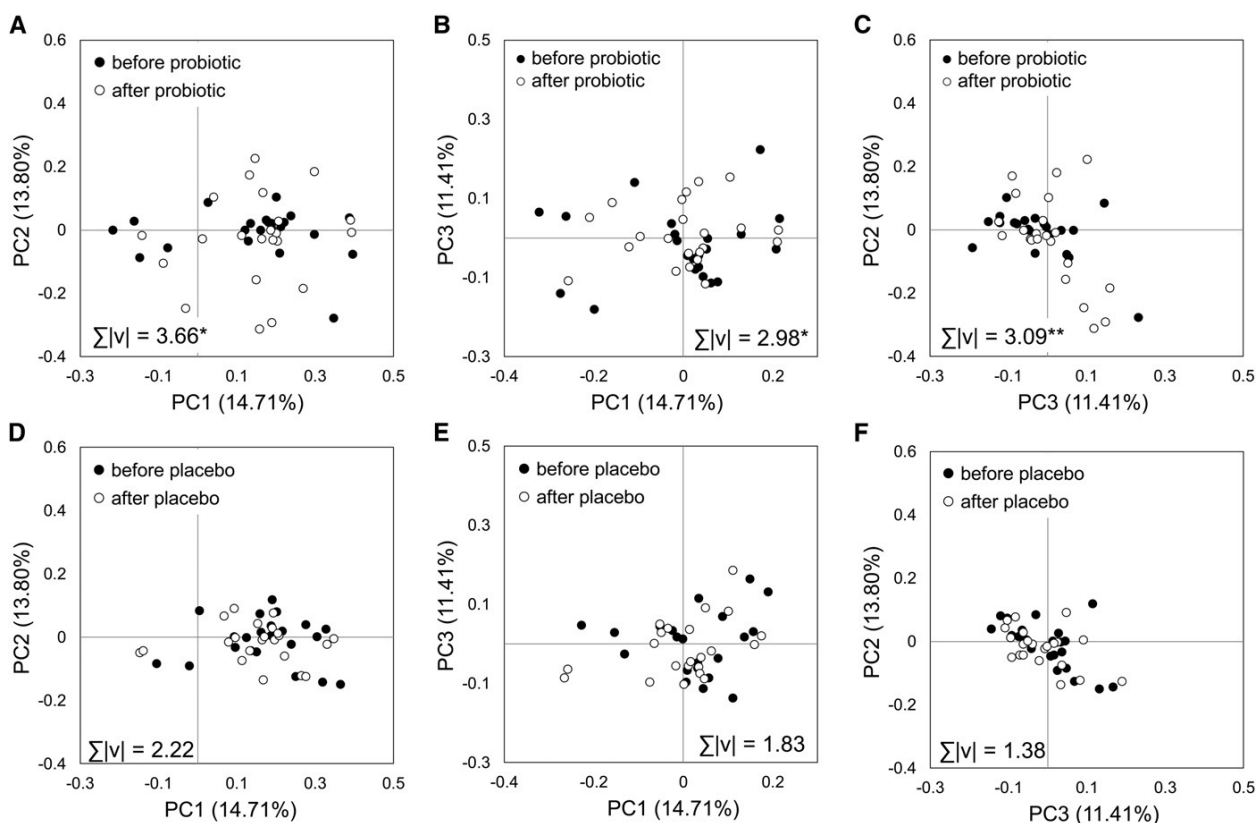 A
PC2 (13.80%)
0.6
0.4
0.2
0
-0.2
-0.4
before probiotic
after probiotic
∑|v| = 3.66*
-0.3
-0.1
0.1
0.3
0.5
PC1 (14.71%)
B
PC3 (11.41%)
0.5
0.3
0.1
-0.1
-0.3
before probiotic
after probiotic
∑|v| = 2.98*
-0.4
-0.2
0
0.2
PC1 (14.71%)
C
PC2 (13.80%)
0.6
0.4
0.2
0
-0.2
-0.4
before probiotic
after probiotic
∑|v| = 3.09**
-0.3
-0.1
0.1
0.3
0.5
PC3 (11.41%)
D
PC2 (13.80%)
0.6
0.4
0.2
0
-0.2
-0.4
before placebo
after placebo
∑|v| = 2.22
-0.3
-0.1
0.1
0.3
0.5
PC1 (14.71%)
E
PC3 (11.41%)
0.5
0.3
0.1
-0.1
-0.3
before placebo
after placebo
∑|v| = 1.83
-0.4
-0.2
0
0.2
PC1 (14.71%)
F
PC2 (13.80%)
0.6
0.4
0.2
0
-0.2
-0.4
before placebo
after placebo
∑|v| = 1.38
-0.3
-0.1
0.1
0.3
0.5
PC3 (11.41%)